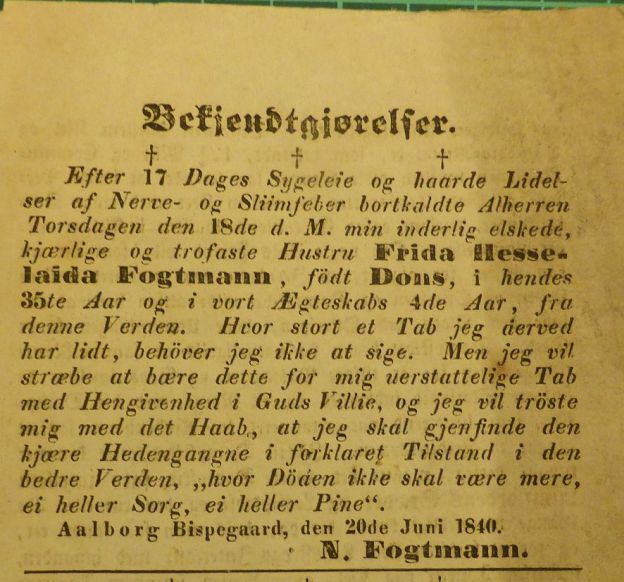 Bekjendtgjørelser.
† † †
Efter 17 Dages Sygeleie og haarde Lidel-
ser af Nerve- og Sliimfeber bortkaldte Alherren
Torsdagen den 18de d. M. min inderlig elskede,
kjærlige og trofaste Hustru Frida Hesse-
laida Fogtmann, födt Dons, i hendes
35te Aar og i vort Ægteskabs 4de Aar, fra
denne Verden. Hvor stort et Tab jeg derved
har lidt, behöver jeg ikke at sige. Men jeg vil
stræbe at bære dette for mig uerstattelige Tab
med Hengivenhed i Guds Villie, og jeg vil tröste
mig med det Haab, at jeg skal gjenfinde den
kjære Hedengangne i forklaret Tilstand i den
bedre Verden, „hvor Döden ikke skal være mere,
ei heller Sorg, ei heller Pine“.
Aalborg Bispegaard, den 20de Juni 1840.
N. Fogtmann.